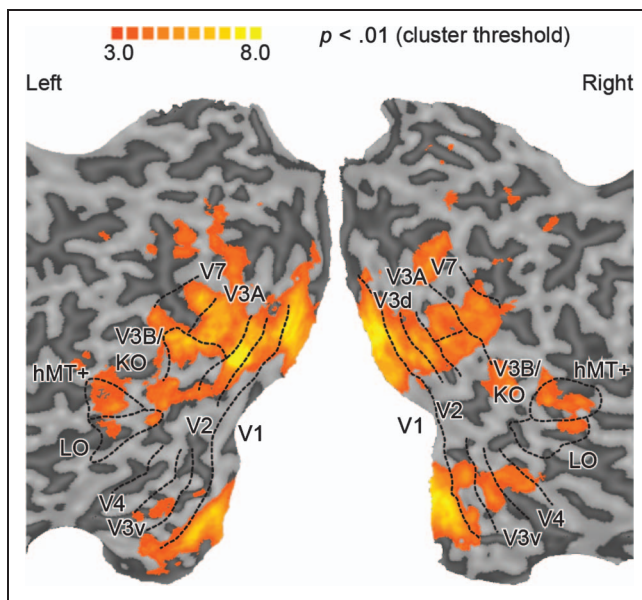 p < .01 (cluster threshold)
3.0 8.0
Left Right
V7
V3A
V3B/
KO
hMT+
LO
V2
V1
V4
V3v
V3A
V7
V3d
V3B/
KO
hMT+
V2
V1
LO
V4
V3v